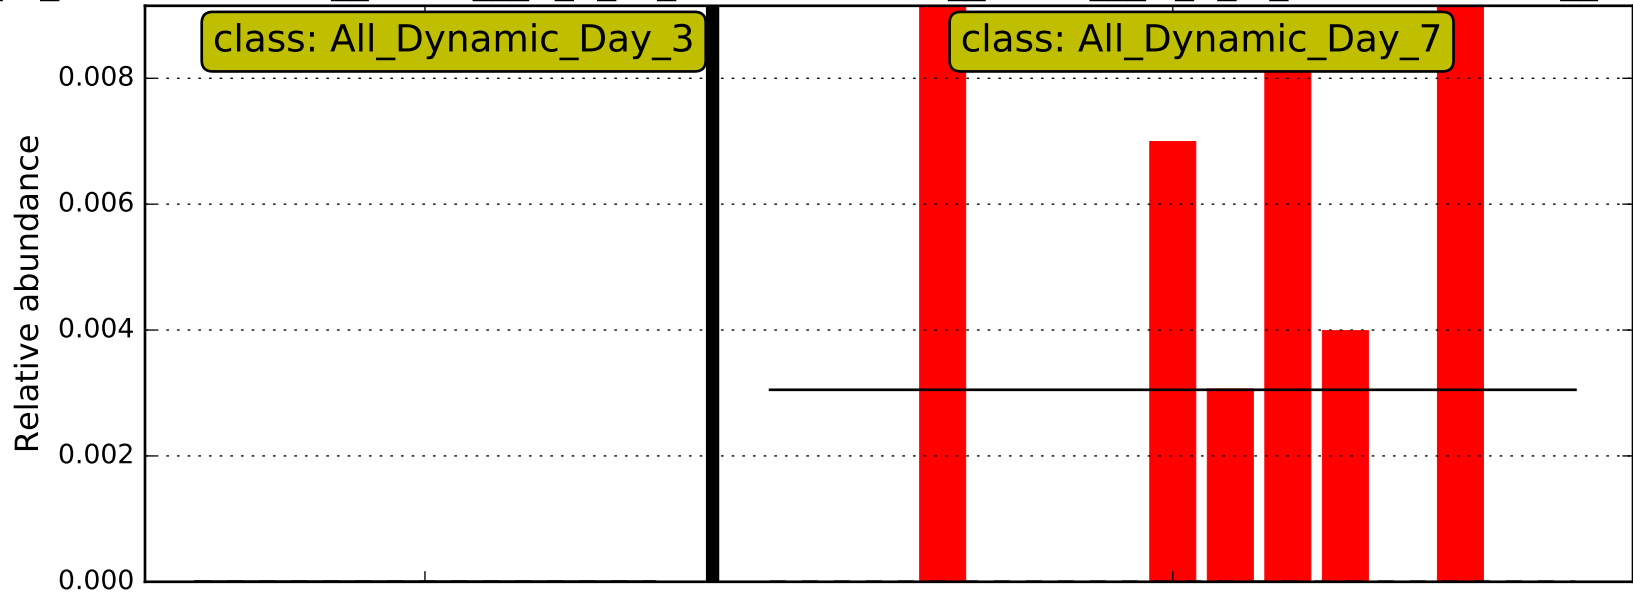 class: All_Dynamic_Day_3
class: All_Dynamic_Day_7
Relative abundance
0.008
0.006
0.004
0.002
0.000